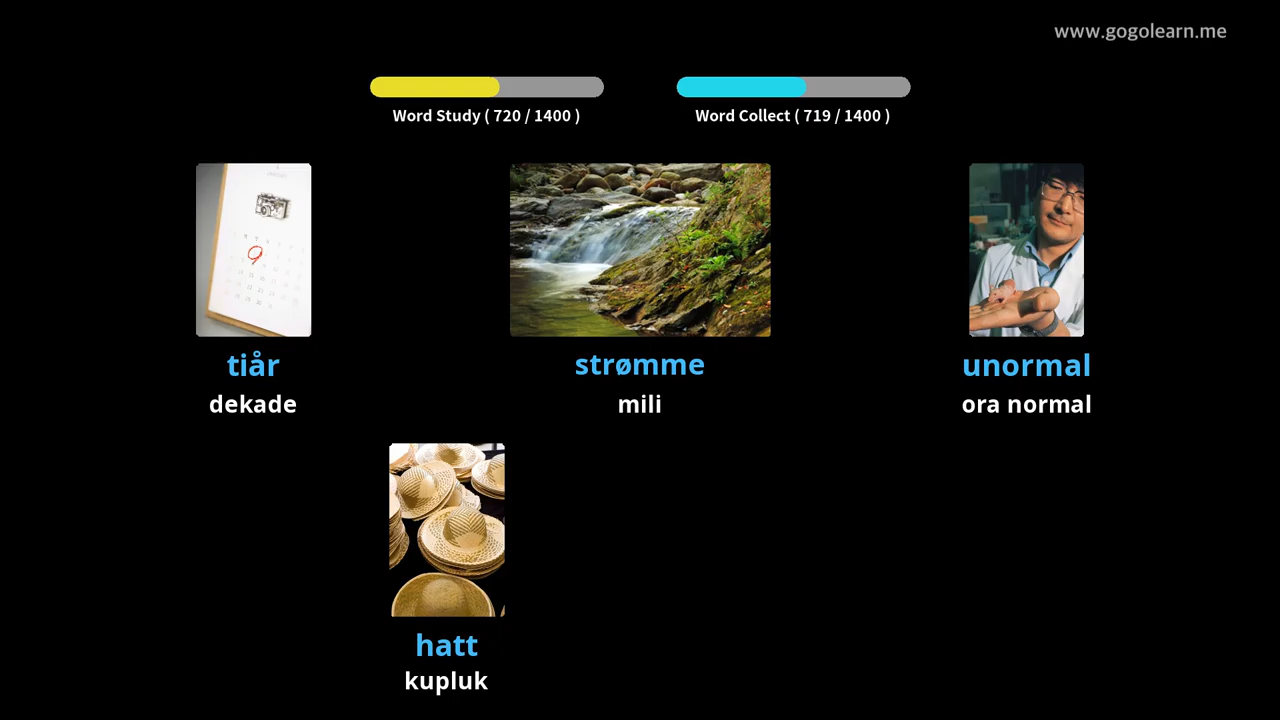 www.gogolearn.me
Word Study ( 720 / 1400 )
Word Collect ( 719 / 1400 )
tiår
dekade
strømme
mili
unormal
ora normal
hatt
kupluk